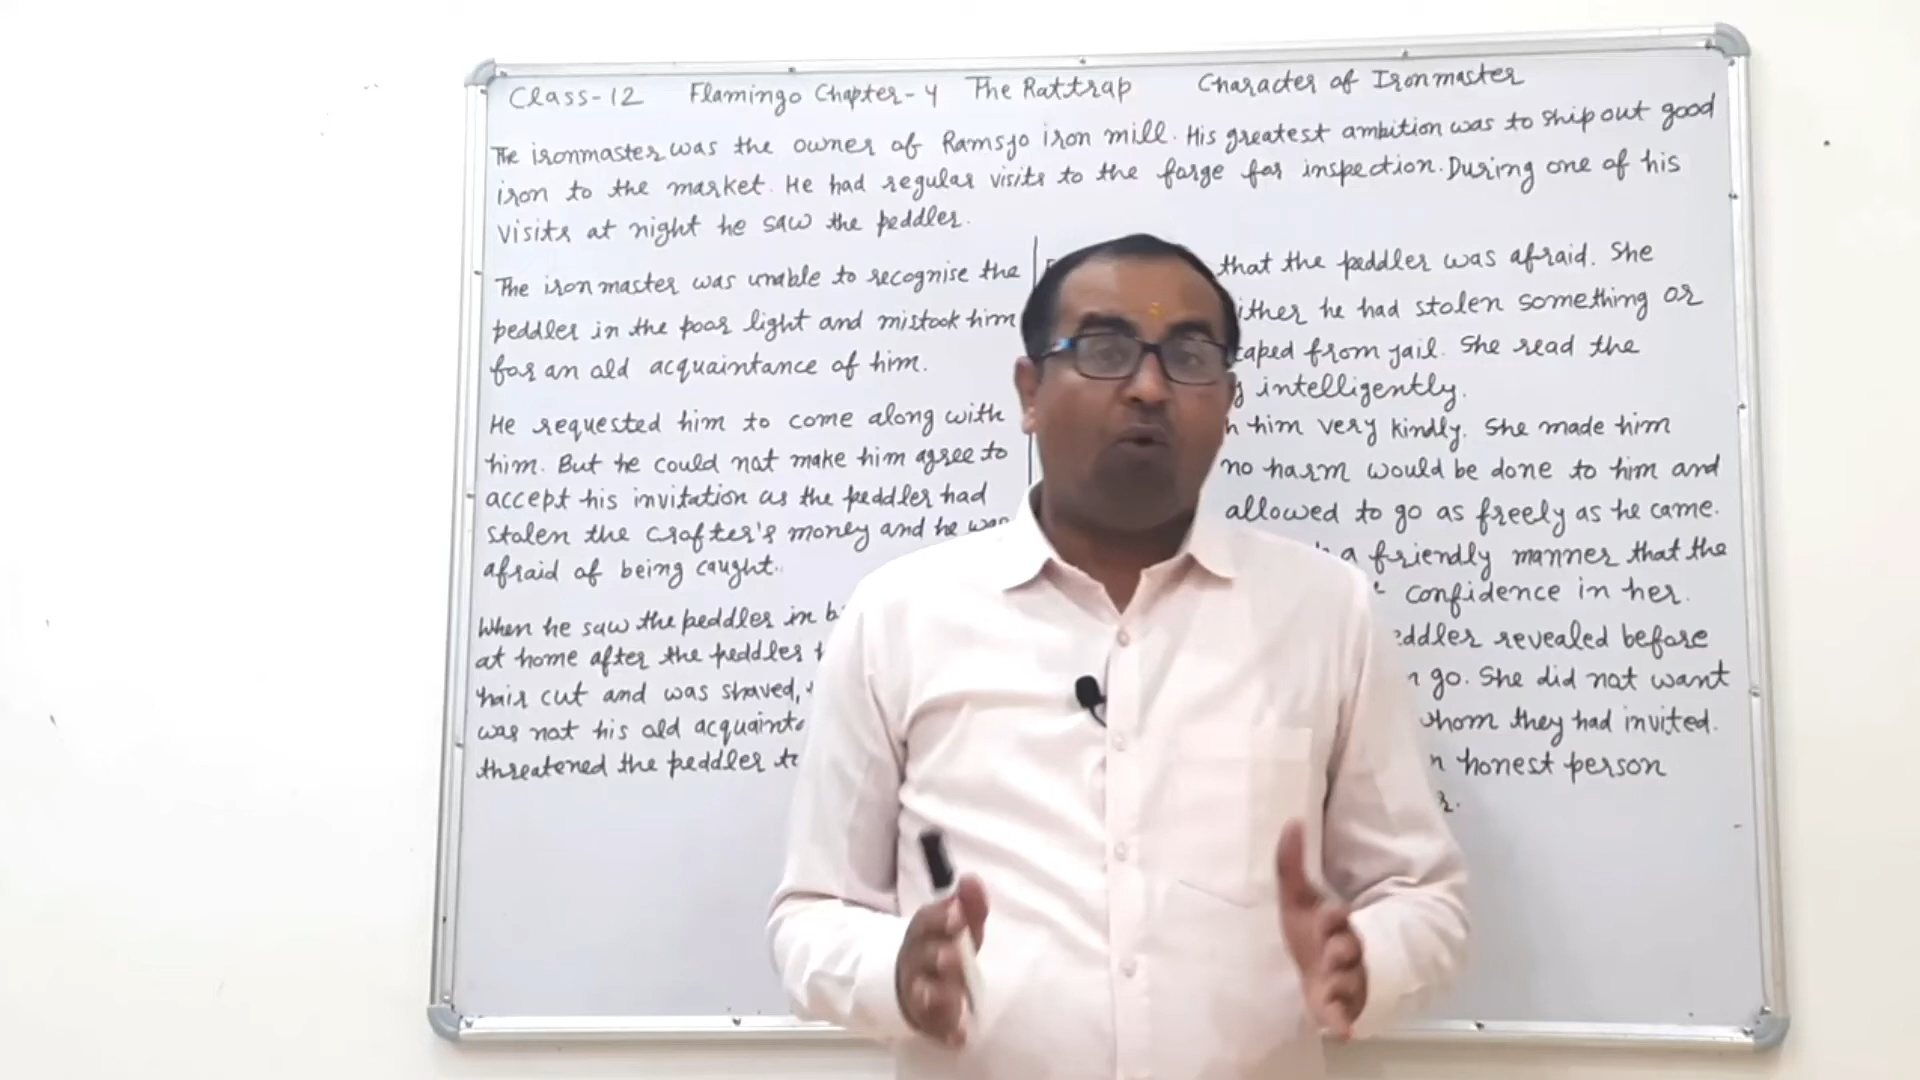 Class-12 Flamingo Chapter-4 The Rattrap Character of Ironmaster
The ironmaster was the owner of Ramsjo iron mill. His greatest ambition was to ship out good
iron to the market. He had regular visits to the forge for inspection. During one of his
visits at night he saw the peddler.
The ironmaster was unable to recognise the
peddler in the poor light and mistook him
for an old acquaintance of him.
He requested him to come along with
him. But he could not make him agree to
accept his invitation as the peddler had
stolen the crofter's money and he was
afraid of being caught.
When he saw the peddler in
at home after the peddler
hair cut and was shaved,
was not his old
threatened the peddler
that the peddler was afraid. She
he had stolen something or
from jail. She read the
intelligently.
him very kindly. She made him
no harm would be done to him and
allowed to go as freely as he came.
a friendly manner that the
confidence in her.
revealed before
go. She did not want
whom they had invited.
honest person